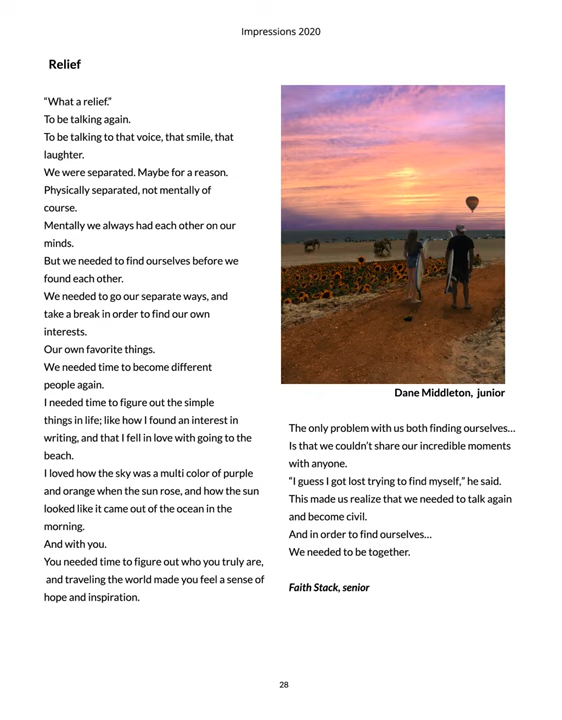 Impressions 2020
Relief
“What a relief.”
To be talking again.
To be talking to that voice, that smile, that
laughter.
We were separated. Maybe for a reason.
Physically separated, not mentally of
course.
Mentally we always had each other on our
minds.
But we needed to find ourselves before we
found each other.
We needed to go our separate ways, and
take a break in order to find our own
interests.
Our own favorite things.
We needed time to become different
people again.
I needed time to figure out the simple
things in life; like how I found an interest in
writing, and that I fell in love with going to the
beach.
I loved how the sky was a multi color of purple
and orange when the sun rose, and how the sun
looked like it came out of the ocean in the
morning.
And with you.
You needed time to figure out who you truly are,
and traveling the world made you feel a sense of
hope and inspiration.
Dane Middleton, junior
The only problem with us both finding ourselves…
Is that we couldn’t share our incredible moments
with anyone.
“I guess I got lost trying to find myself,” he said.
This made us realize that we needed to talk again
and become civil.
And in order to find ourselves…
We needed to be together.
Faith Stack, senior
28